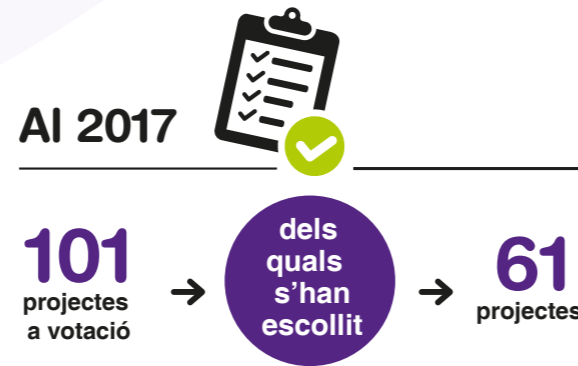 Al 2017
101
projectes
a votació
dels
quals
s'han
escollit
61
projectes